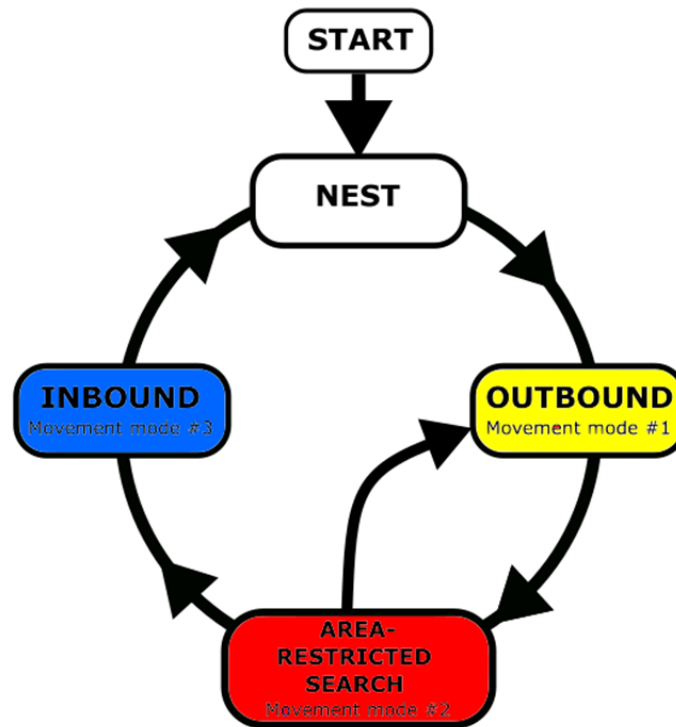 START
NEST
INBOUND
Movement mode #3
OUTBOUND
Movement mode #1
AREA-
RESTRICTED
SEARCH
Movement mode #2